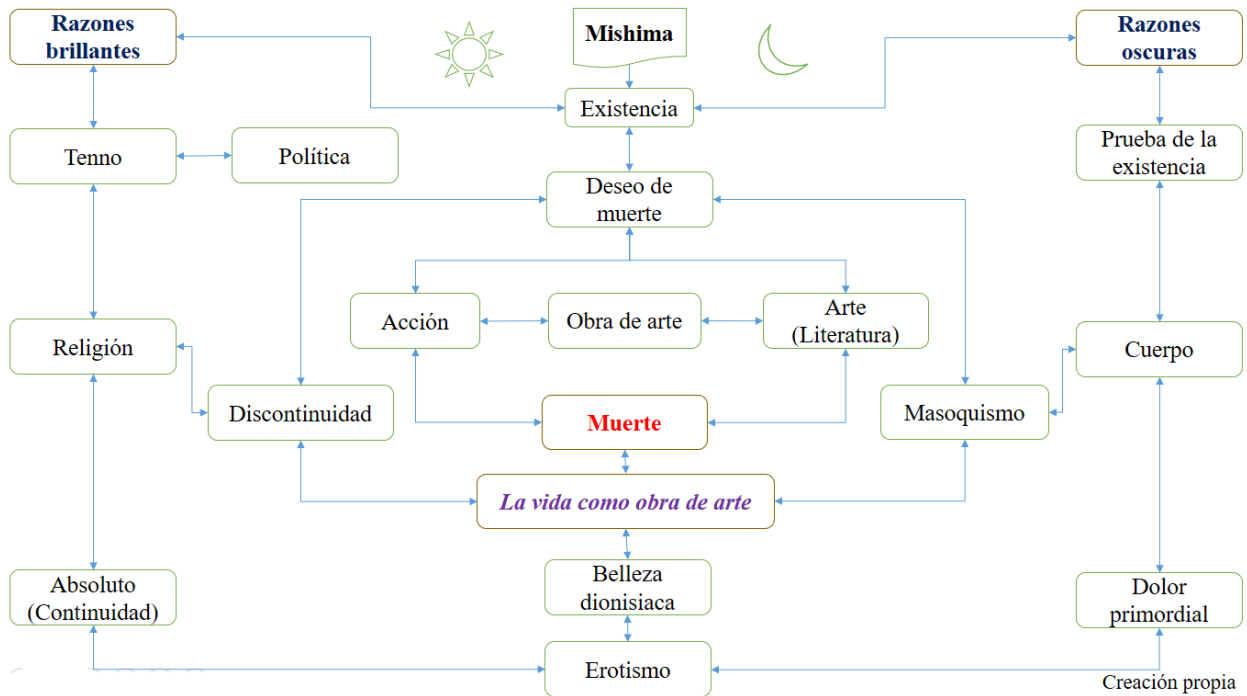 Razones
brillantes
Mishima
Razones
oscuras
Existencia
Tenno
Política
Prueba de la
existencia
Deseo de
muerte
Acción
Obra de arte
Arte
(Literatura)
Religión
Cuerpo
Discontinuidad
Muerte
Masoquismo
La vida como obra de arte
Absoluto
(Continuidad)
Belleza
dionisiaca
Dolor
primordial
Erotismo
Creación propia